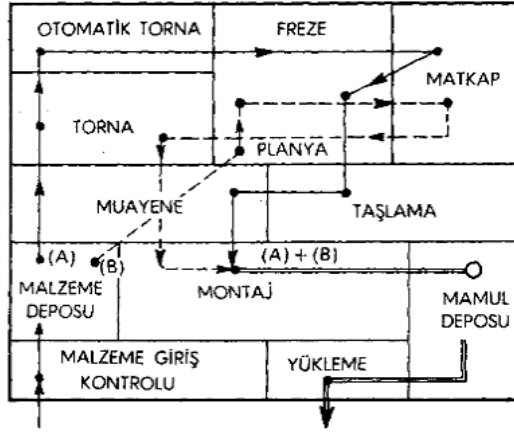 OTOMATİK TORNA
FREZE
MATKAP
TORNA
PLANYA
MUAYENE
TAŞLAMA
(A)
(B)
(A) + (B)
MALZEME
DEPOSU
MONTAJ
MAMUL
DEPOSU
MALZEME GİRİŞ
KONTROLU
YÜKLEME